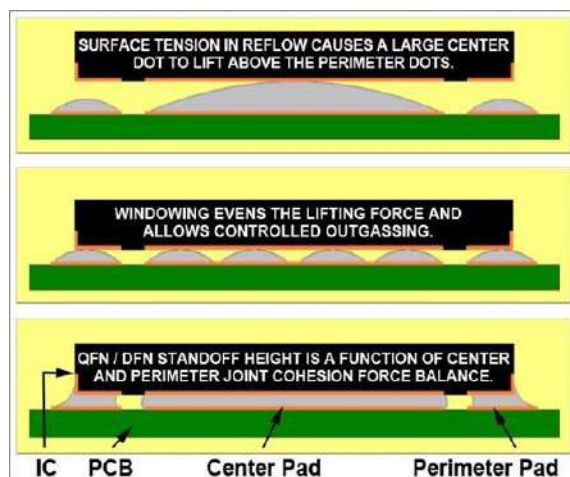 SURFACE TENSION IN REFLOW CAUSES A LARGE CENTER
DOT TO LIFT ABOVE THE PERIMETER DOTS.
WINDOWING EVENS THE LIFTING FORCE AND
ALLOWS CONTROLLED OUTGASSING.
QFN / DFN STANDOFF HEIGHT IS A FUNCTION OF CENTER
AND PERIMETER JOINT COHESION FORCE BALANCE.
IC PCB Center Pad Perimeter Pad